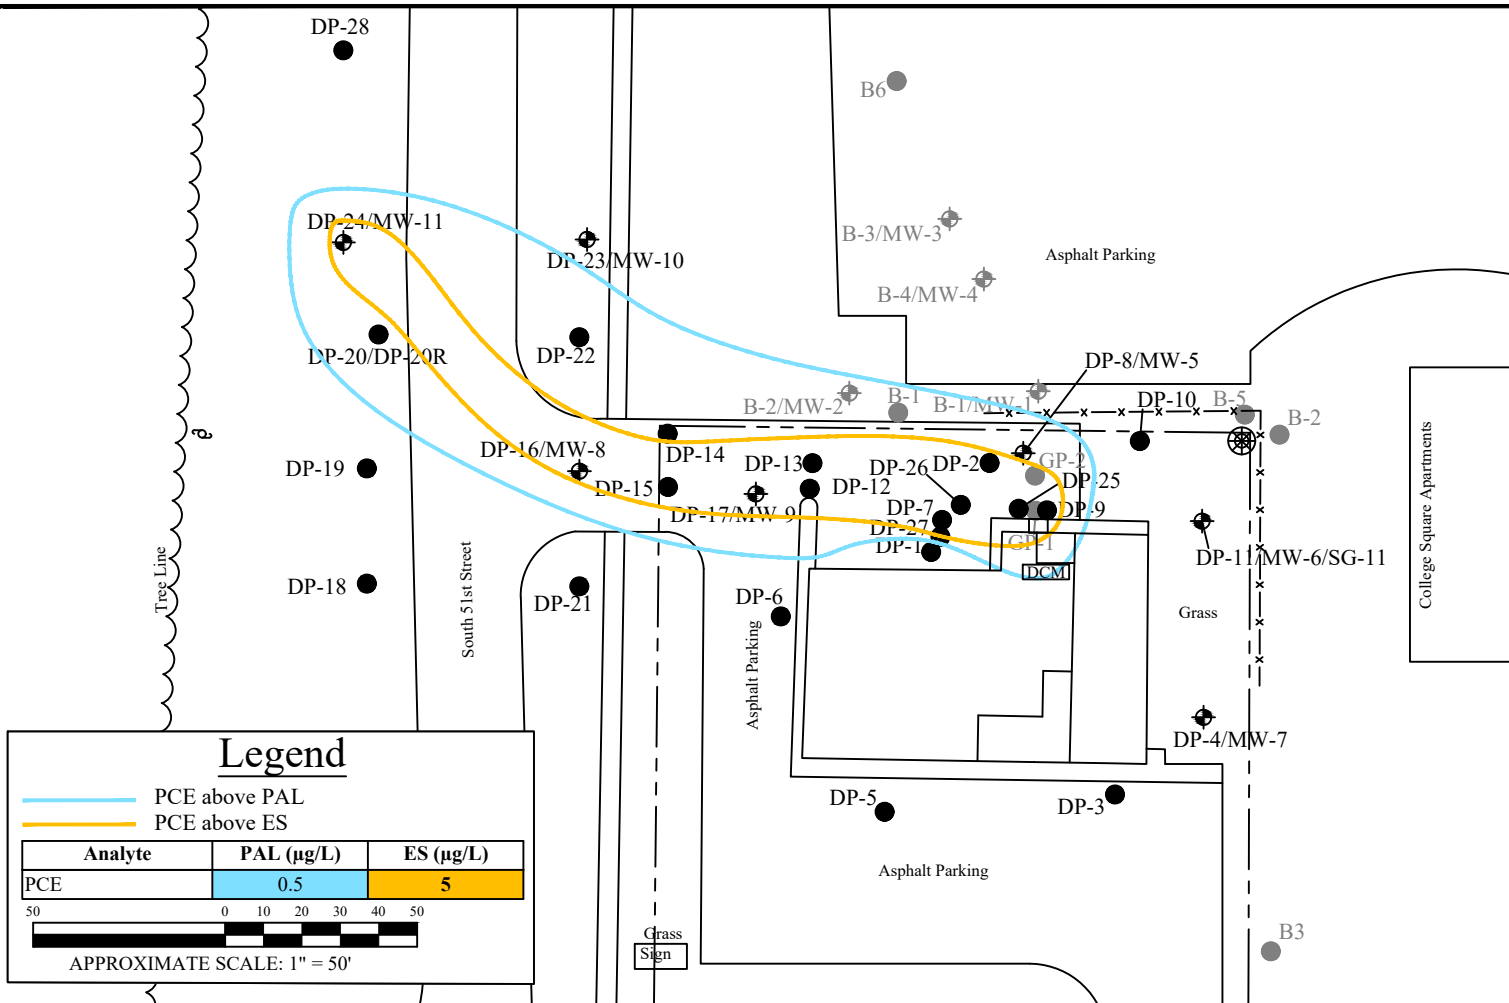 DP-28
B6
DP-24/MW-11
B-3/MW-3
DP-23/MW-10
Asphalt Parking
B-4/MW-4
DP-20/DP-20R
DP-22
DP-8/MW-5
B-2/MW-2
B-1
B-1/MW-1
DP-10
B-5
B-2
DP-16/MW-8
DP-14
DP-13
DP-26
DP-2
GP-2
DP-19
DP-15
DP-12
DP-25
DP-17/MW-9
DP-7
DP-9
DP-27
DP-1
GP-1
DP-11/MW-6/SG-11
DCM
College Square Apartments
Tree Line
South 51st Street
DP-18
DP-21
DP-6
Grass
Asphalt Parking
DP-4/MW-7
DP-5
DP-3
Asphalt Parking
B3
Grass
Sign
Legend
PCE above PAL
PCE above ES
Analyte PAL (µg/L) ES (µg/L)
PCE 0.5 5
50 0 10 20 30 40 50
APPROXIMATE SCALE: 1" = 50'